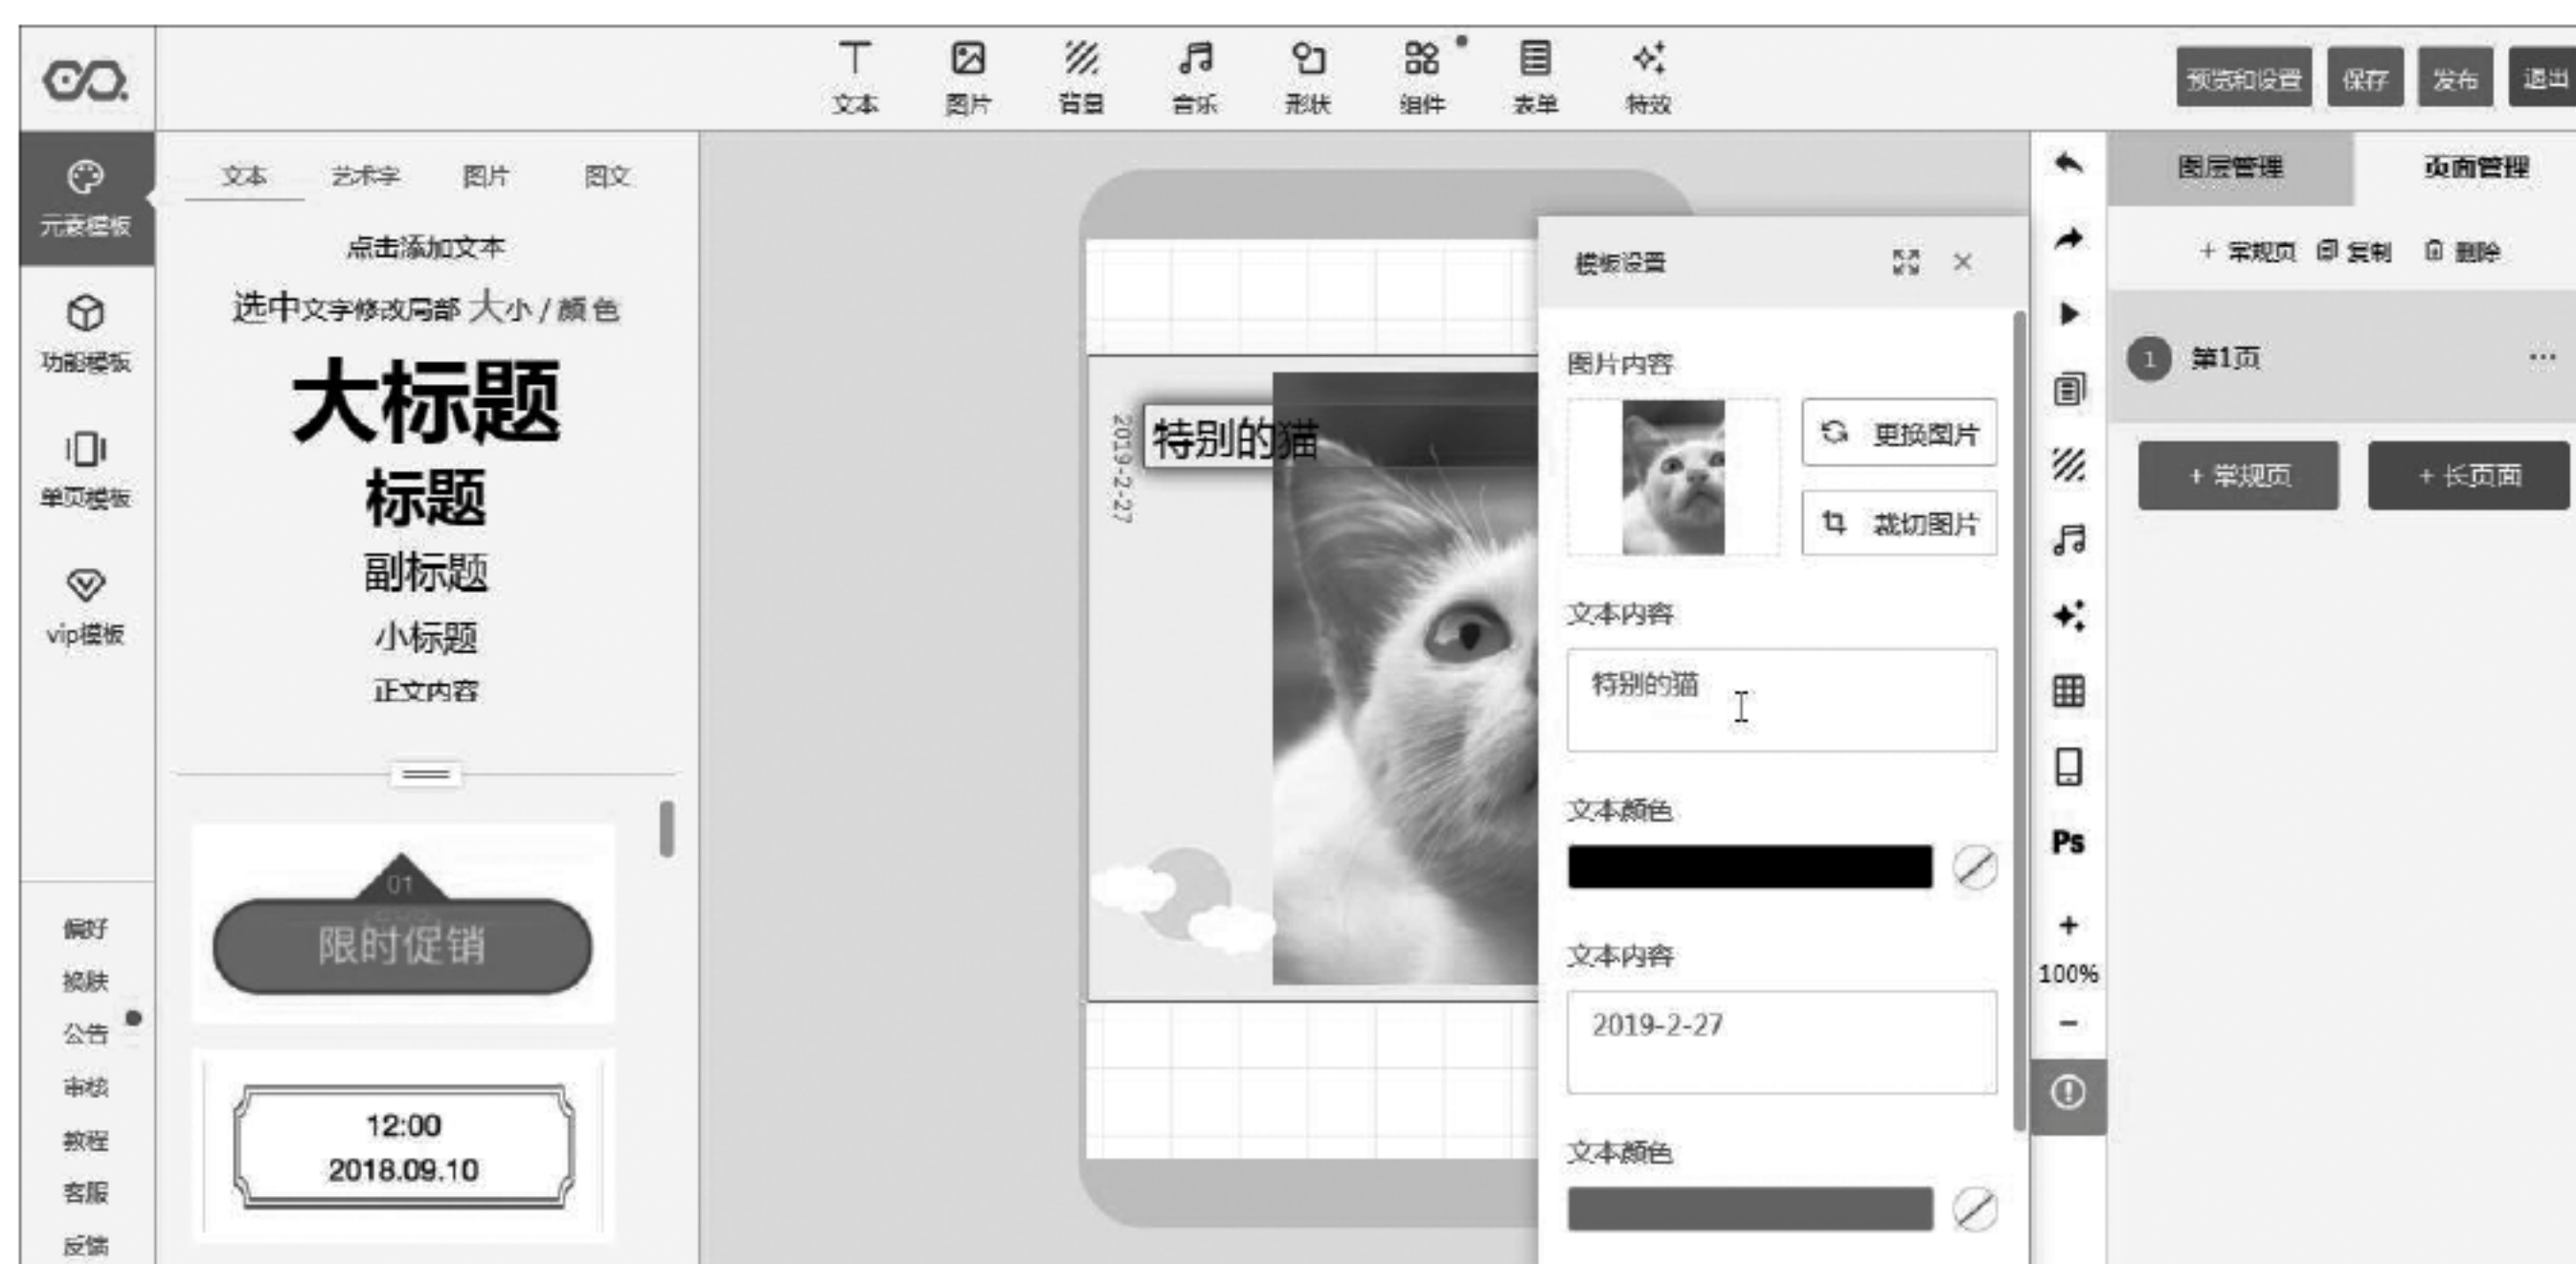 文本 图片 背景 音乐 形状 组件 表单 特效
预览和设置 保存 发布 退出
元素模板
功能模板
单页模板
vip模板
偏好
换肤
公告
审核
教程
客服
反馈
文本 艺术字 图片 图文
点击添加文本
选中文字修改局部 大小 / 颜色
大标题
标题
副标题
小标题
正文内容
01
限时促销
12:00
2018.09.10
2019-2-27
特别的猫
模板设置
图片内容
更换图片
裁切图片
文本内容
特别的猫
文本颜色
文本内容
2019-2-27
文本颜色
Ps
+
100%
−
图层管理 页面管理
+ 常规页 复制 删除
1 第1页 ···
+ 常规页 + 长页面